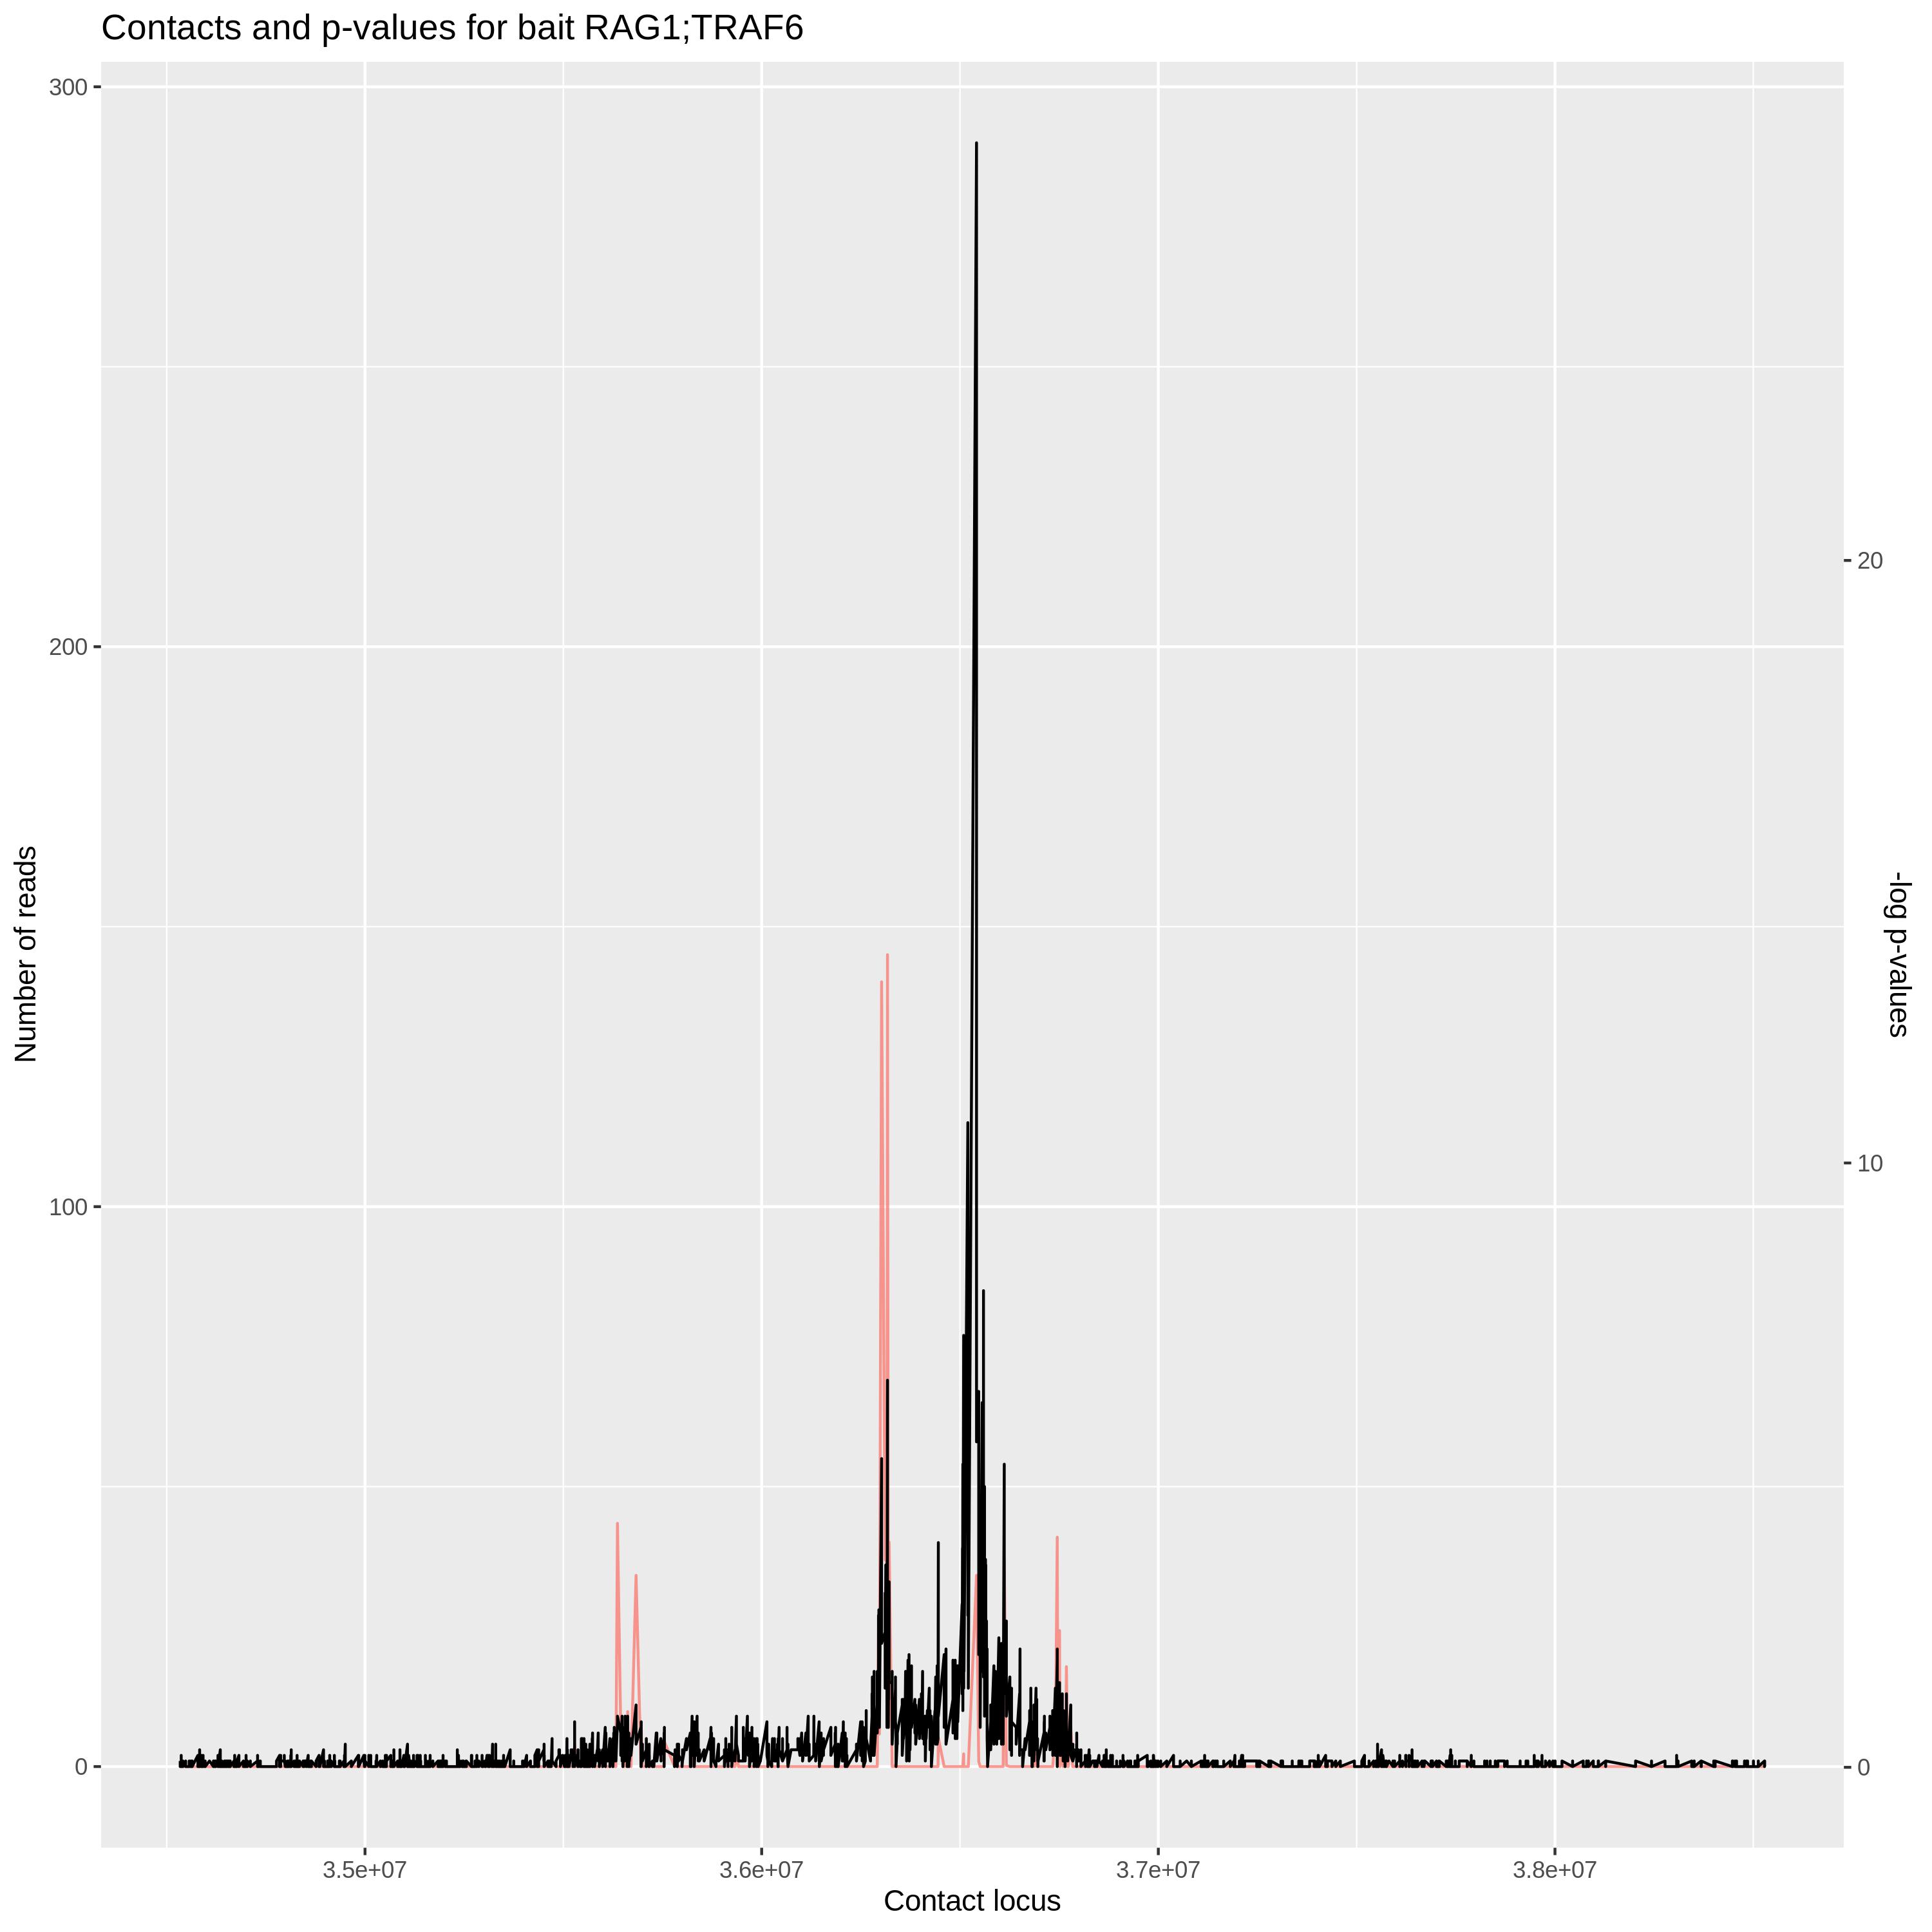 Contacts and p-values for bait RAG1;TRAF6
300
200
100
0
Number of reads
20
10
0
-log p-values
3.5e+07 3.6e+07 3.7e+07 3.8e+07
Contact locus